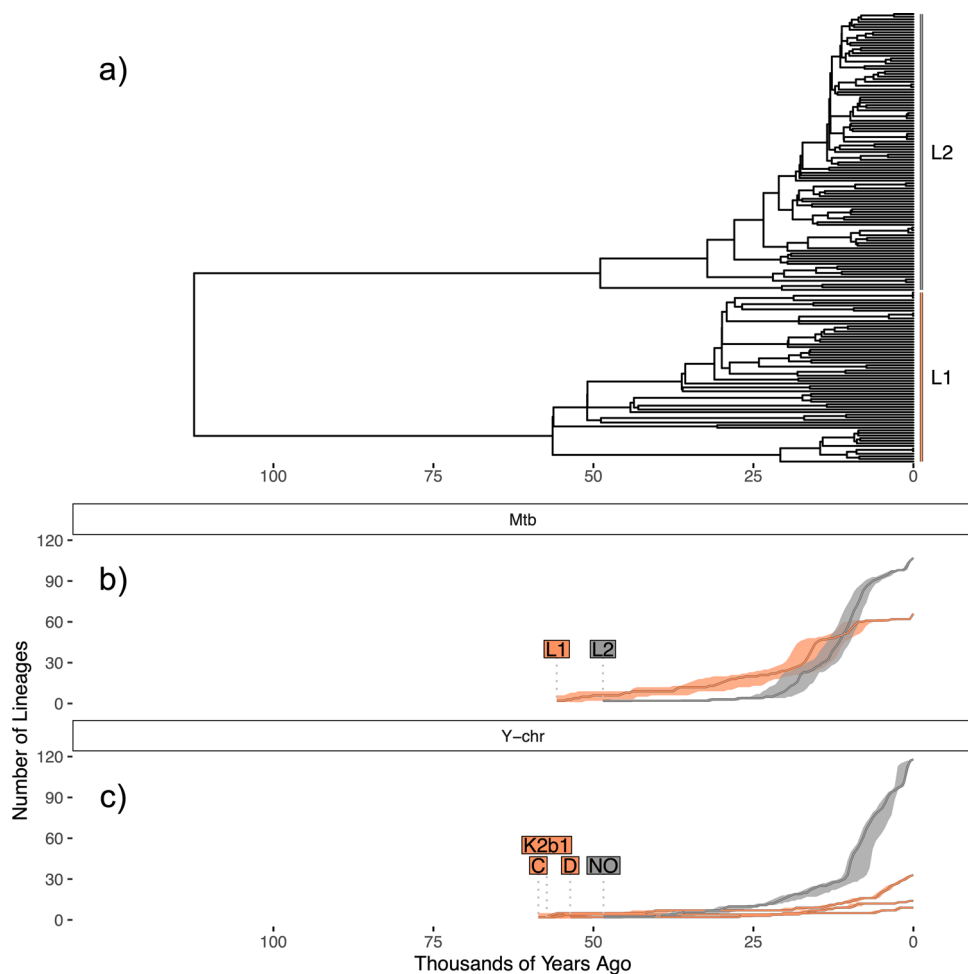 a)
L2
L1
100 75 50 25 0
Mtb
120
b)
90
60
L1 L2
30
0
Y−chr
120
c)
90
60
K2b1
C D NO
30
0
100 75 50 25 0
Number of Lineages
Thousands of Years Ago